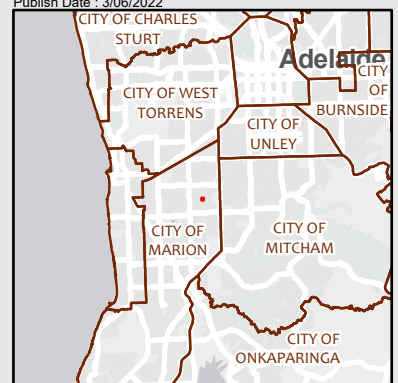 Publish Date : 3/06/2022
CITY OF CHARLES
STURT
Adelaide
CITY OF WEST
TORRENS
CITY
OF
BURNSIDE
CITY OF
UNLEY
CITY OF
MARION
CITY OF
MITCHAM
CITY OF
ONKAPARINGA